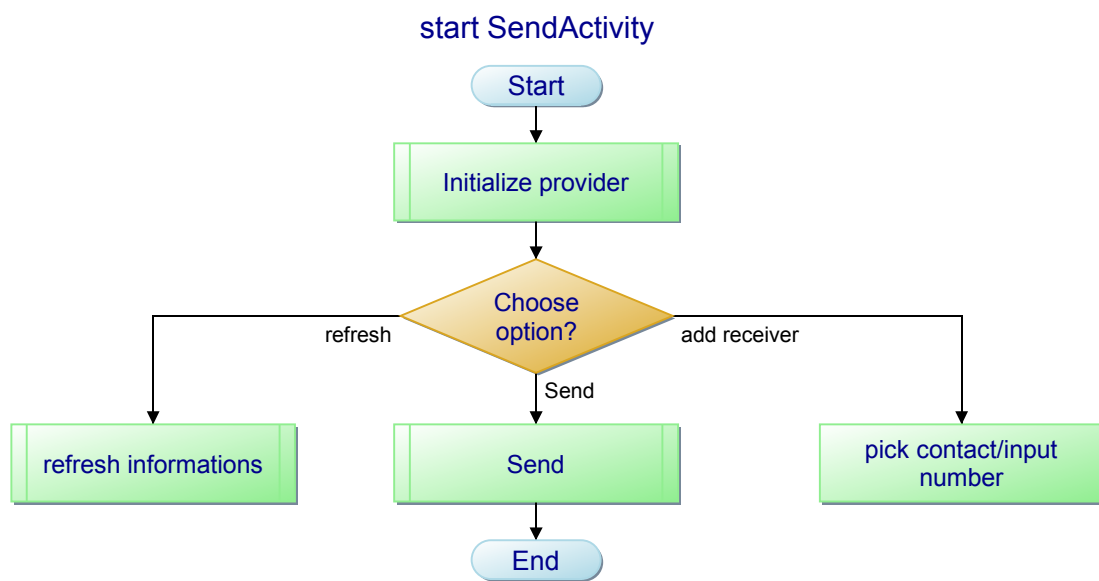 start SendActivity
Start
Initialize provider
Choose
option?
refresh
add receiver
Send
refresh informations
Send
pick contact/input
number
End